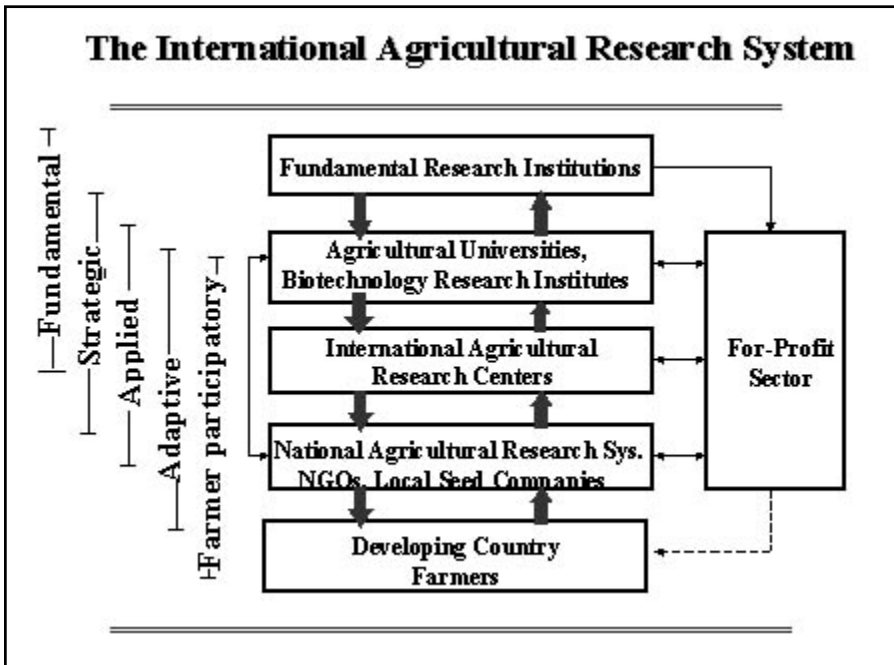 The International Agricultural Research System
Fundamental
Strategic
Applied
Adaptive
Farmer participatory
Fundamental Research Institutions
Agricultural Universities,
Biotechnology Research Institutes
International Agricultural
Research Centers
National Agricultural Research Sys.
NGOs, Local Seed Companies
Developing Country
Farmers
For-Profit
Sector